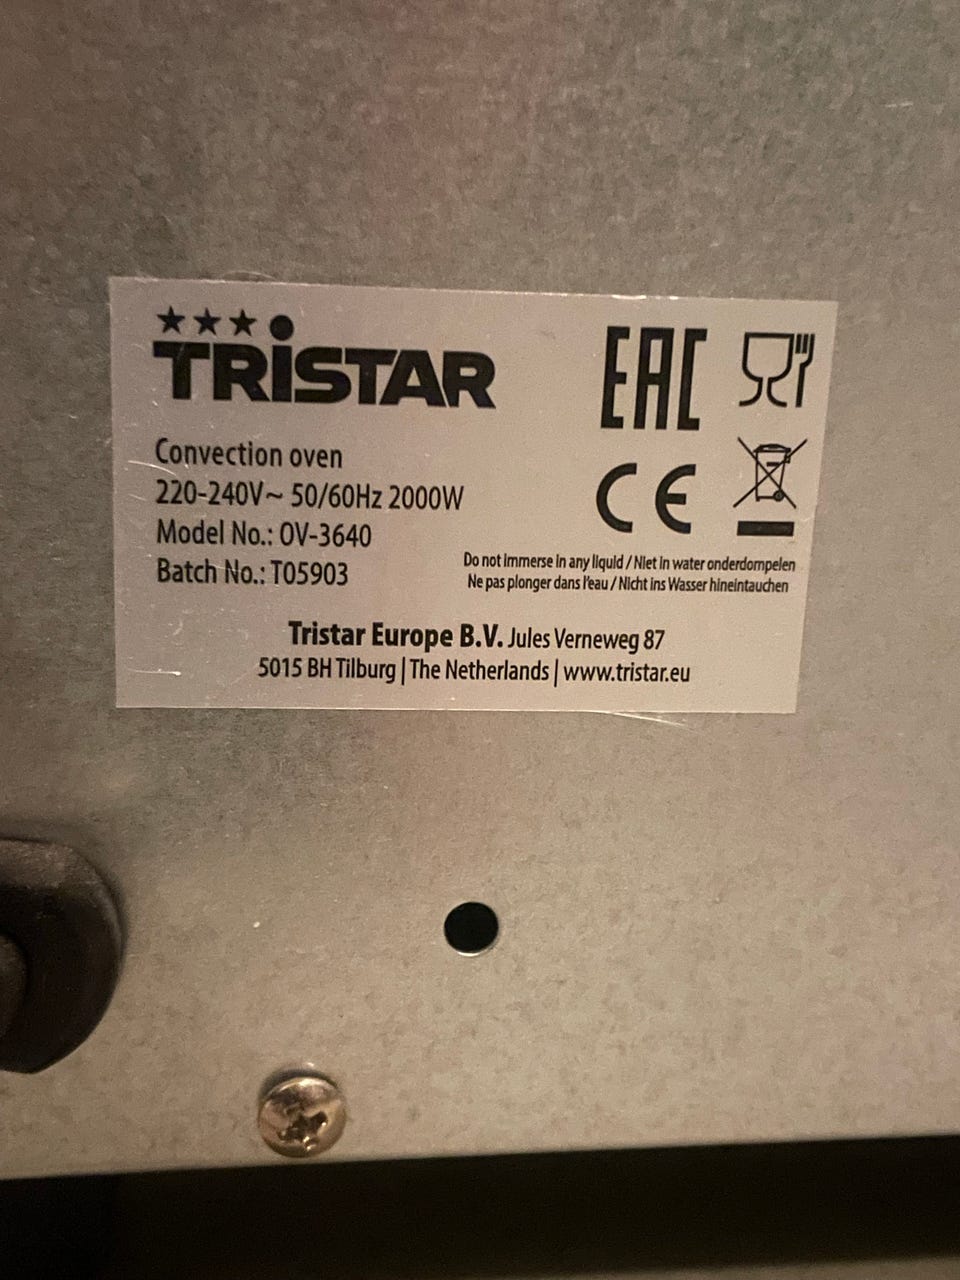 TRiSTAR
Convection oven
220-240V~ 50/60Hz 2000W
Model No.: OV-3640
Batch No.: T05903
EAC
CE
Do not immerse in any liquid / Niet in water onderdompelen
Ne pas plonger dans l'eau / Nicht ins Wasser hineintauchen
Tristar Europe B.V. Jules Verneweg 87
5015 BH Tilburg | The Netherlands | www.tristar.eu